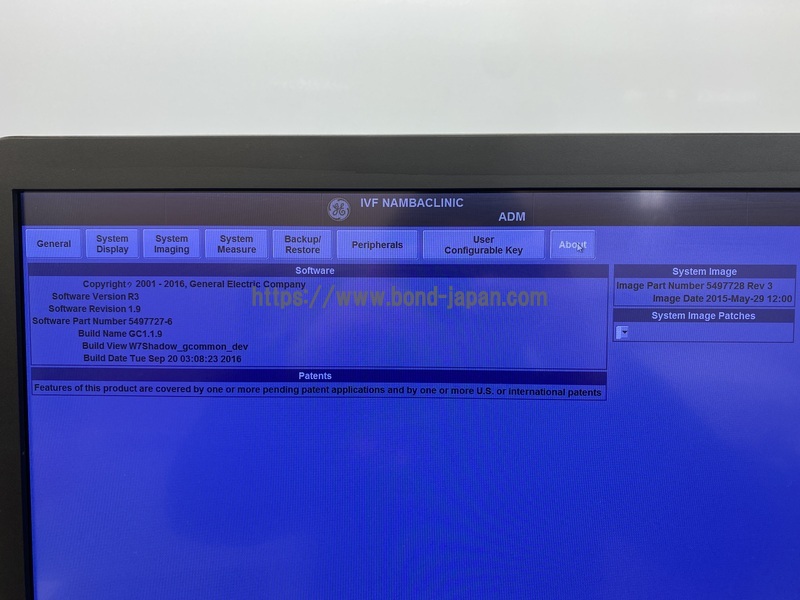 IVF NAMBACLINIC
ADM
General
System Display
System Imaging
System Measure
Backup/ Restore
Peripherals
User Configurable Key
About
Software
Copyright 2001 - 2016, General Electric Company
Software Version R3
Software Revision 1.9
Software Part Number 5497727-6
Build Name GC1.1.9
Build View W7Shadow_gcommon_dev
Build Date Tue Sep 20 03:08:23 2016
Patents
Features of this product are covered by one or more pending patent applications and by one or more U.S. or international patents
System Image
Image Part Number 5497728 Rev 3
Image Date 2015-May-29 12:00
System Image Patches
https://www.bond-japan.com